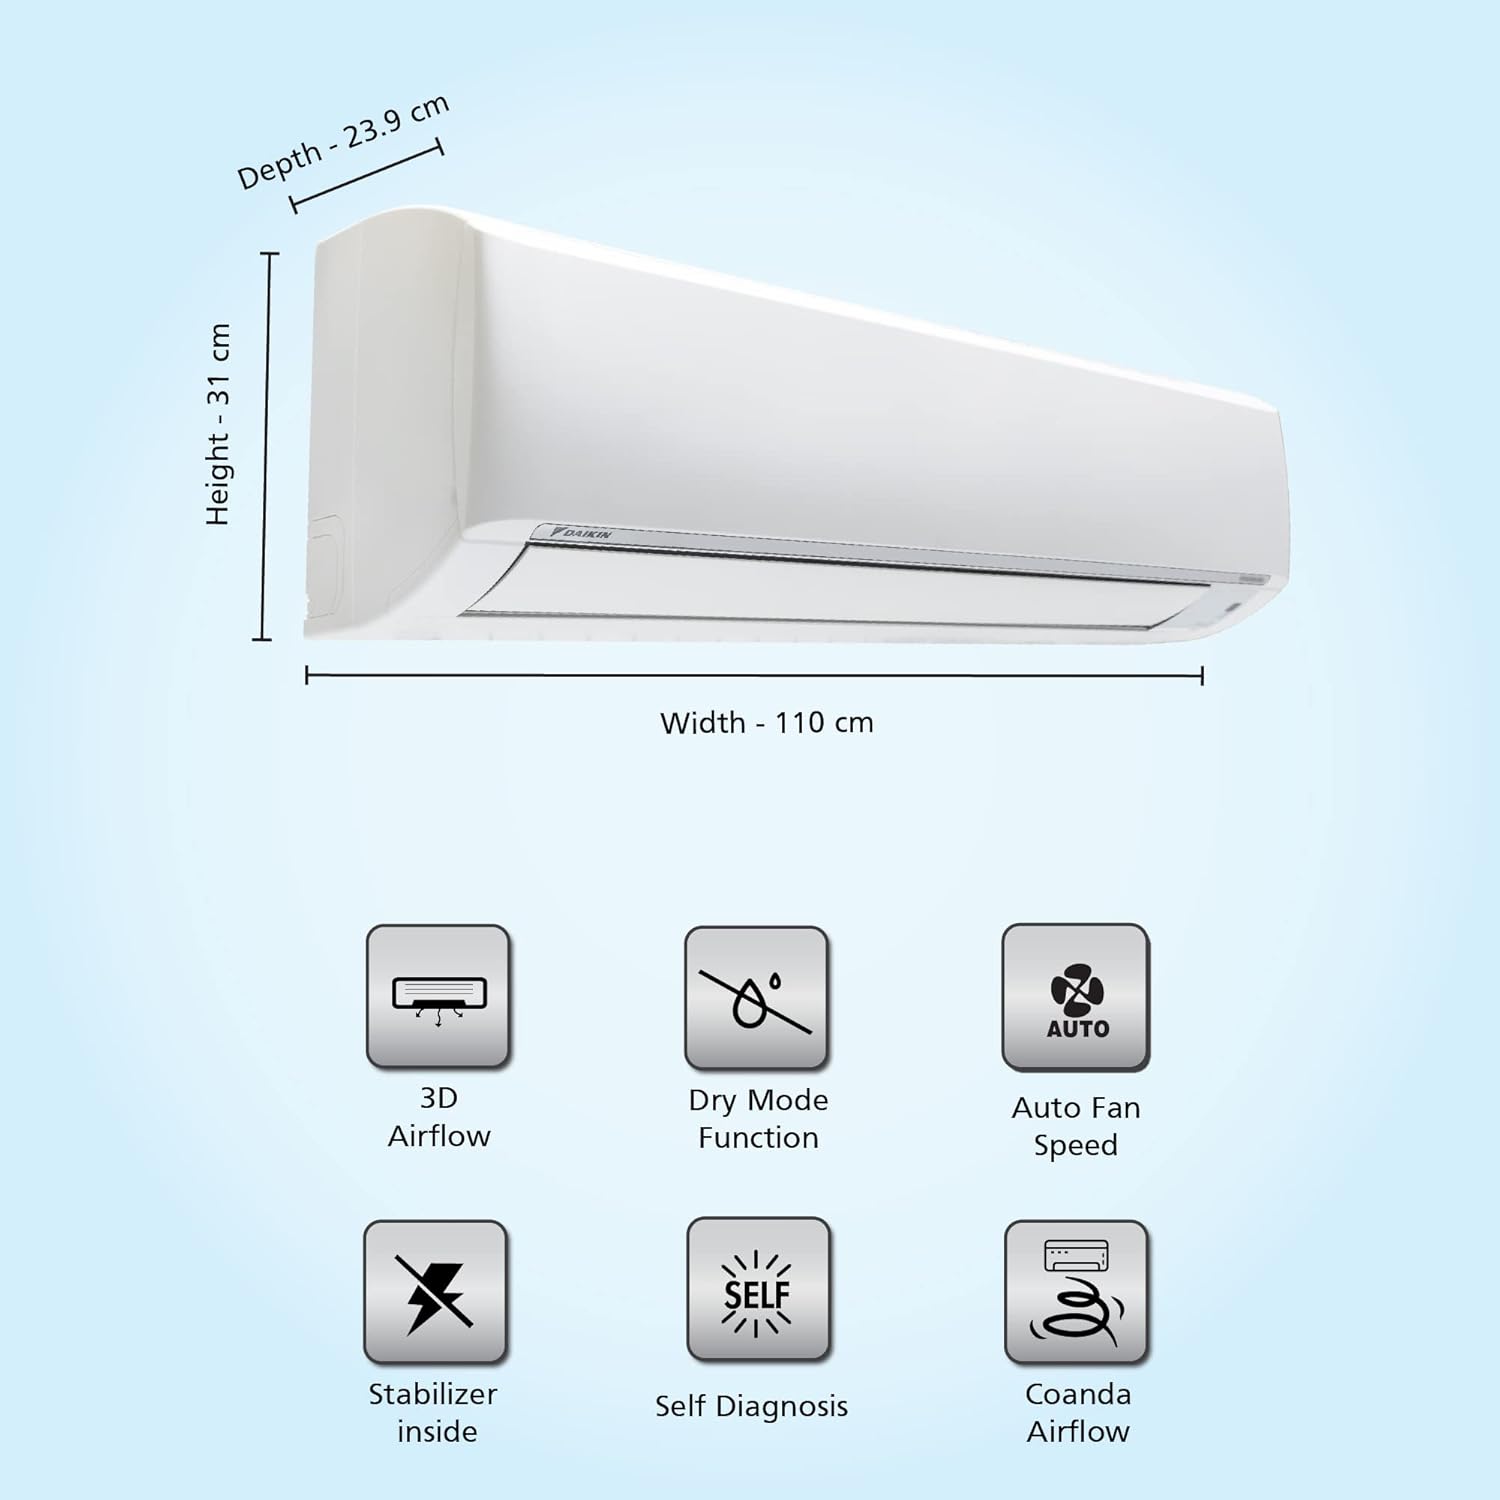 Depth - 23.9 cm
Height - 31 cm
DAIKIN
Width - 110 cm
AUTO
3D
Airflow
Dry Mode
Function
Auto Fan
Speed
SELF
Stabilizer
inside
Self Diagnosis
Coanda
Airflow